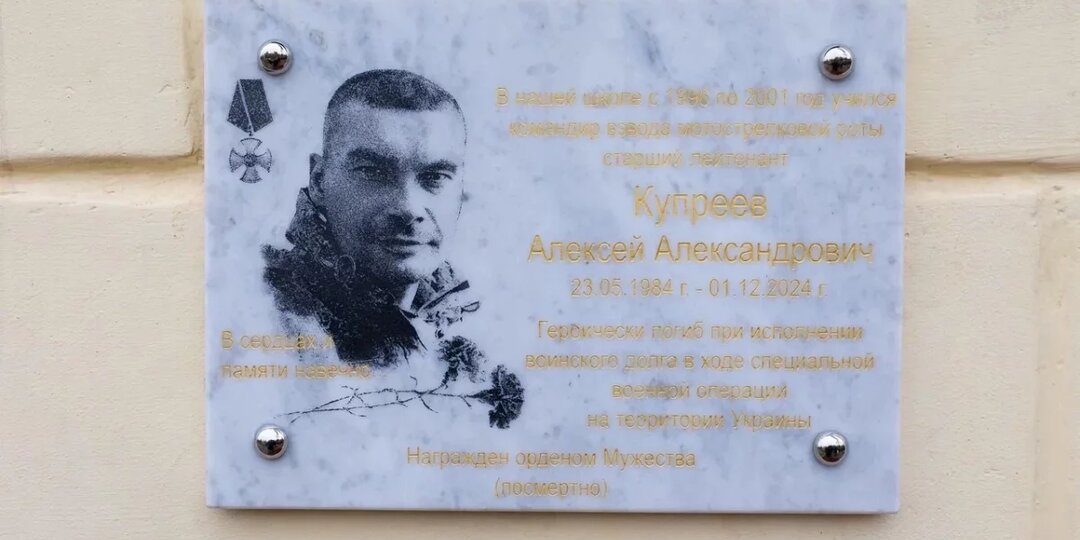 В нашей школе с 1996 по 2001 год учился
командир взвода мотострелковой роты
старший лейтенант
Купреев
Алексей Александрович
23.05.1984 г. - 01.12.2024 г.
Героически погиб при исполнении
воинского долга в ходе специальной
военной операции
на территории Украины
В сердцах и
памяти навечно
Награжден орденом Мужества
(посмертно)